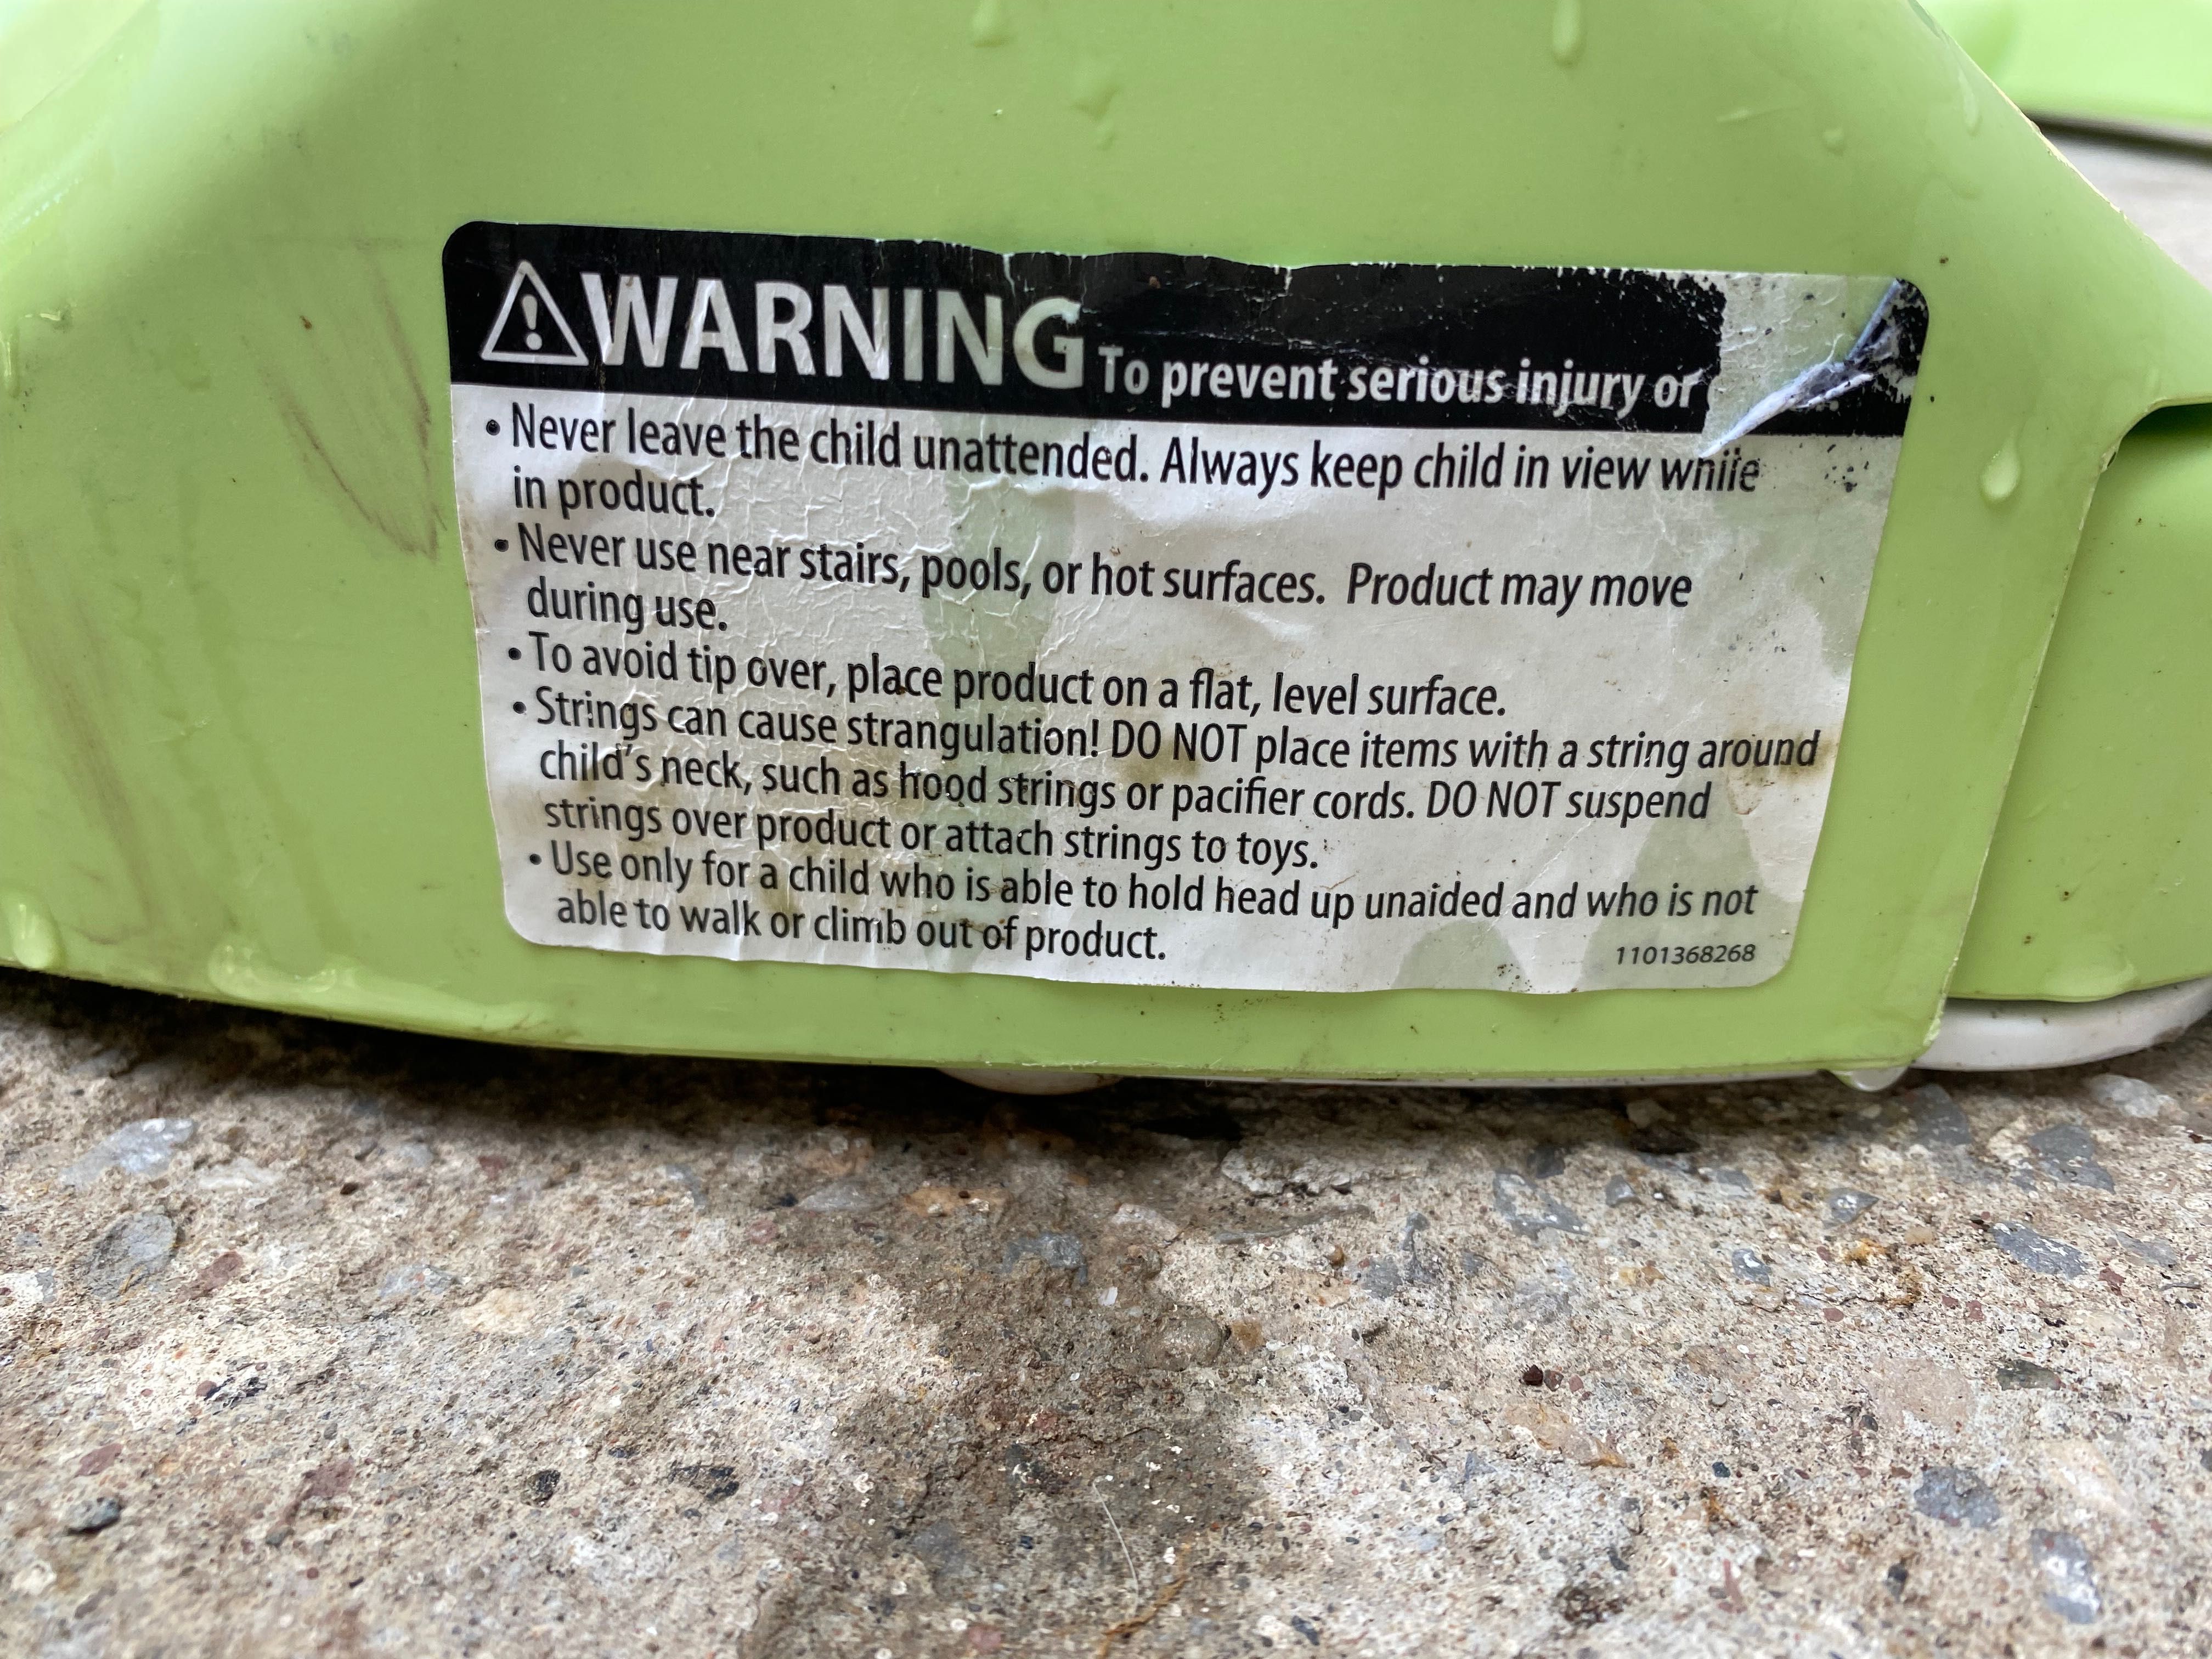 WARNING To prevent serious injury or
• Never leave the child unattended. Always keep child in view while
in product.
• Never use near stairs, pools, or hot surfaces. Product may move
during use.
• To avoid tip over, place product on a flat, level surface.
• Strings can cause strangulation! DO NOT place items with a string around
child's neck, such as hood strings or pacifier cords. DO NOT suspend
strings over product or attach strings to toys.
• Use only for a child who is able to hold head up unaided and who is not
able to walk or climb out of product.
1101368268